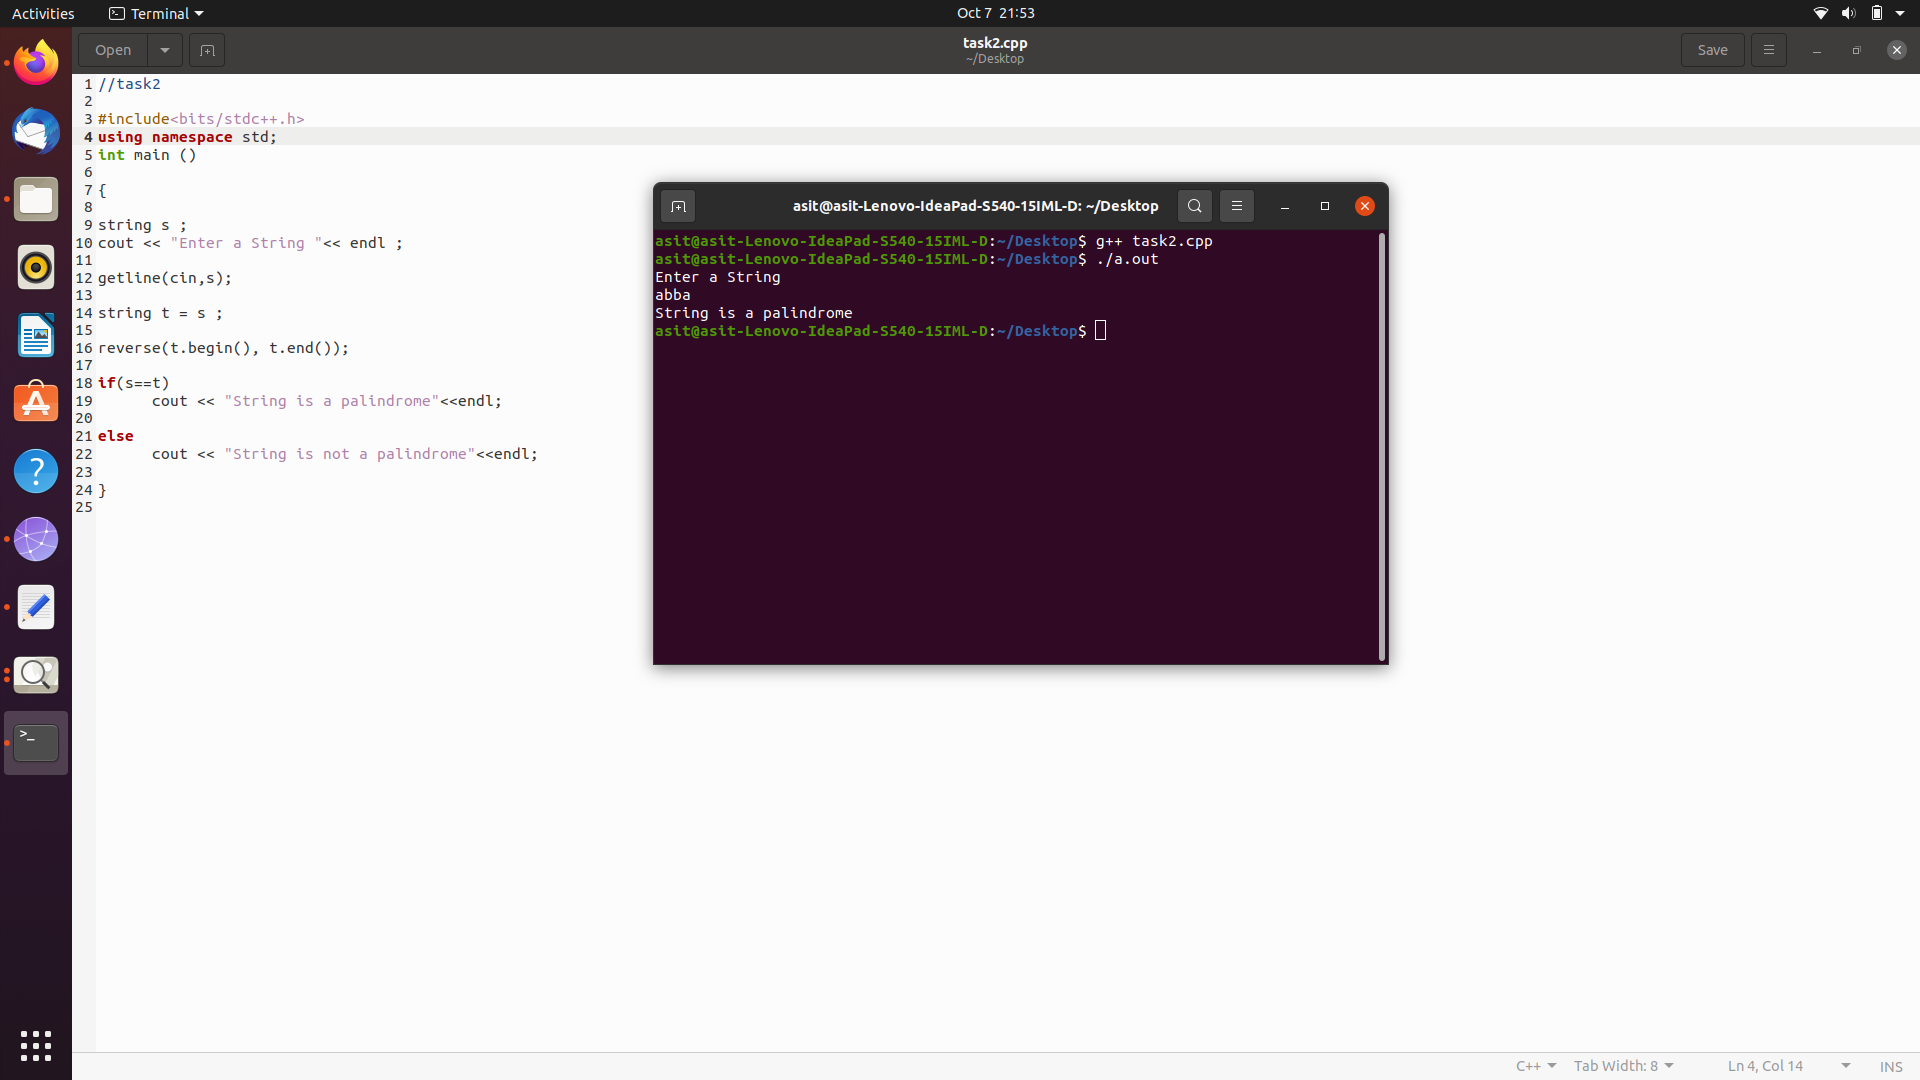 Activities
Terminal
Oct 7 21:53
Open
task2.cpp
~/Desktop
Save
1 //task2
2
3 #include<bits/stdc++.h>
4 using namespace std;
5 int main ()
6
7 {
8
9 string s ;
10 cout << "Enter a String "<< endl ;
11
12 getline(cin,s);
13
14 string t = s ;
15
16 reverse(t.begin(), t.end());
17
18 if(s==t)
19 cout << "String is a palindrome"<<endl;
20
21 else
22 cout << "String is not a palindrome"<<endl;
23
24 }
25
asit@asit-Lenovo-IdeaPad-S540-15IML-D: ~/Desktop
asit@asit-Lenovo-IdeaPad-S540-15IML-D:~/Desktop$ g++ task2.cpp
asit@asit-Lenovo-IdeaPad-S540-15IML-D:~/Desktop$ ./a.out
Enter a String
abba
String is a palindrome
asit@asit-Lenovo-IdeaPad-S540-15IML-D:~/Desktop$
C++
Tab Width: 8
Ln 4, Col 14
INS